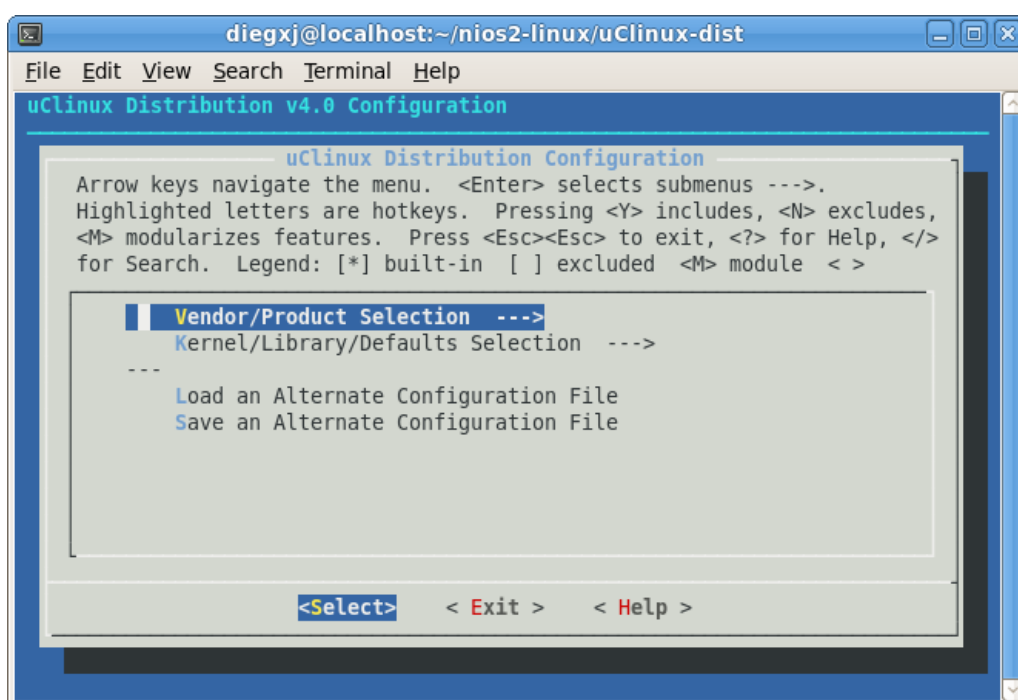 diegxj@localhost:~/nios2-linux/uClinux-dist
File Edit View Search Terminal Help
uClinux Distribution v4.0 Configuration
uClinux Distribution Configuration
Arrow keys navigate the menu.  <Enter> selects submenus --->.
Highlighted letters are hotkeys.  Pressing <Y> includes, <N> excludes,
<M> modularizes features.  Press <Esc><Esc> to exit, <?> for Help, </>
for Search.  Legend: [*] built-in  [ ] excluded  <M> module  < >
Vendor/Product Selection  --->
Kernel/Library/Defaults Selection  --->
---
Load an Alternate Configuration File
Save an Alternate Configuration File
<Select>    < Exit >    < Help >